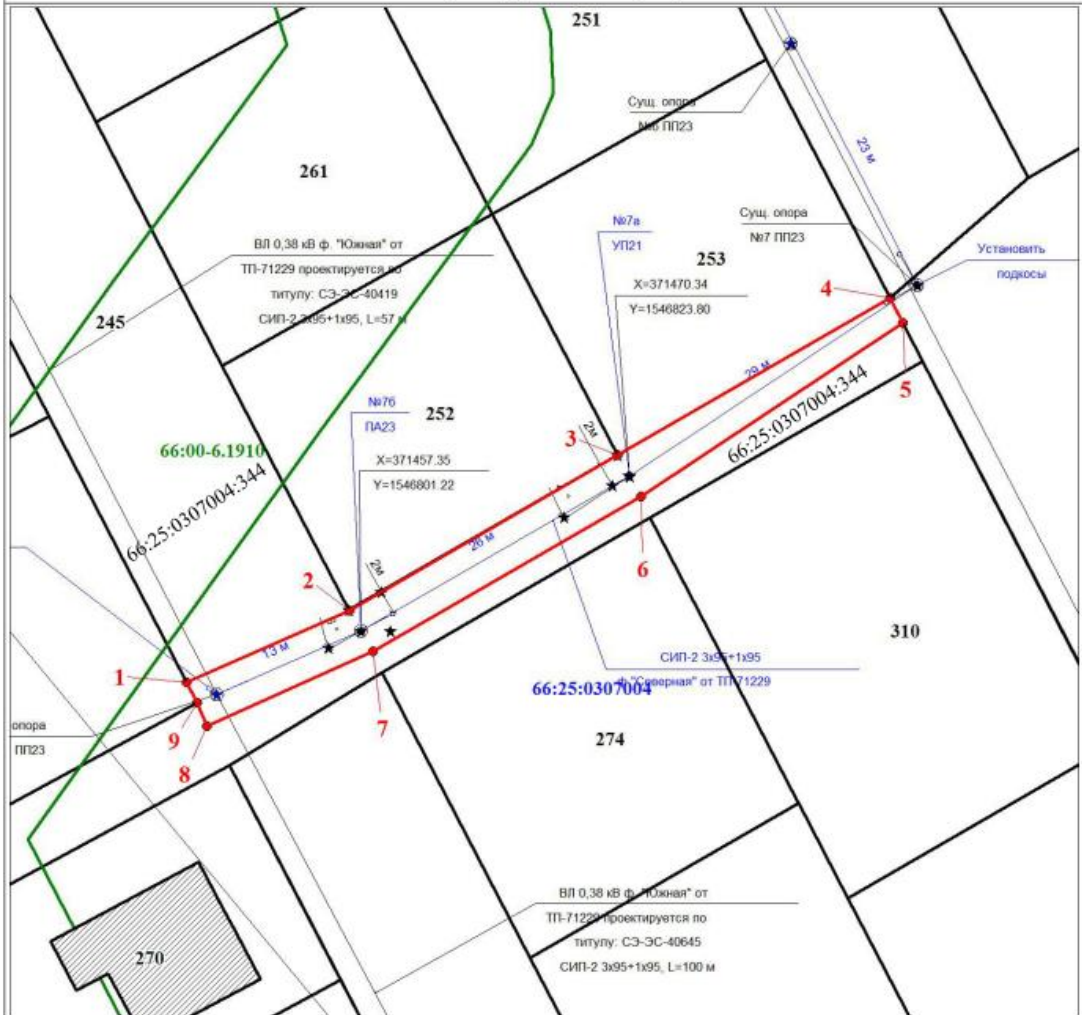 251
Сущ. опора
№6 ПП23
23 м
261
№7а
УП21
Сущ. опора
№7 ПП23
Установить
подкосы
ВЛ 0,38 кВ ф. "Южная" от
ТП-71229 проектируется по
титулу: СЭ-ЭС-40419
СИП-2 3х95+1х95, L=57 м
253
X=371470.34
Y=1546823.80
4
245
5
29 м
№7б
ПА23
252
2м
3
66:25:0307004:344
66:00-6.1910
X=371457.35
Y=1546801.22
66:25:0307004:344
26 м
6
2м
2
13 м
310
1
СИП-2 3х95+1х95
ф."Северная" от ТП-71229
66:25:0307004
7
опора
ПП23
9
8
274
ВЛ 0,38 кВ ф. "Южная" от
ТП-71229 проектируется по
титулу: СЭ-ЭС-40645
СИП-2 3х95+1х95, L=100 м
270